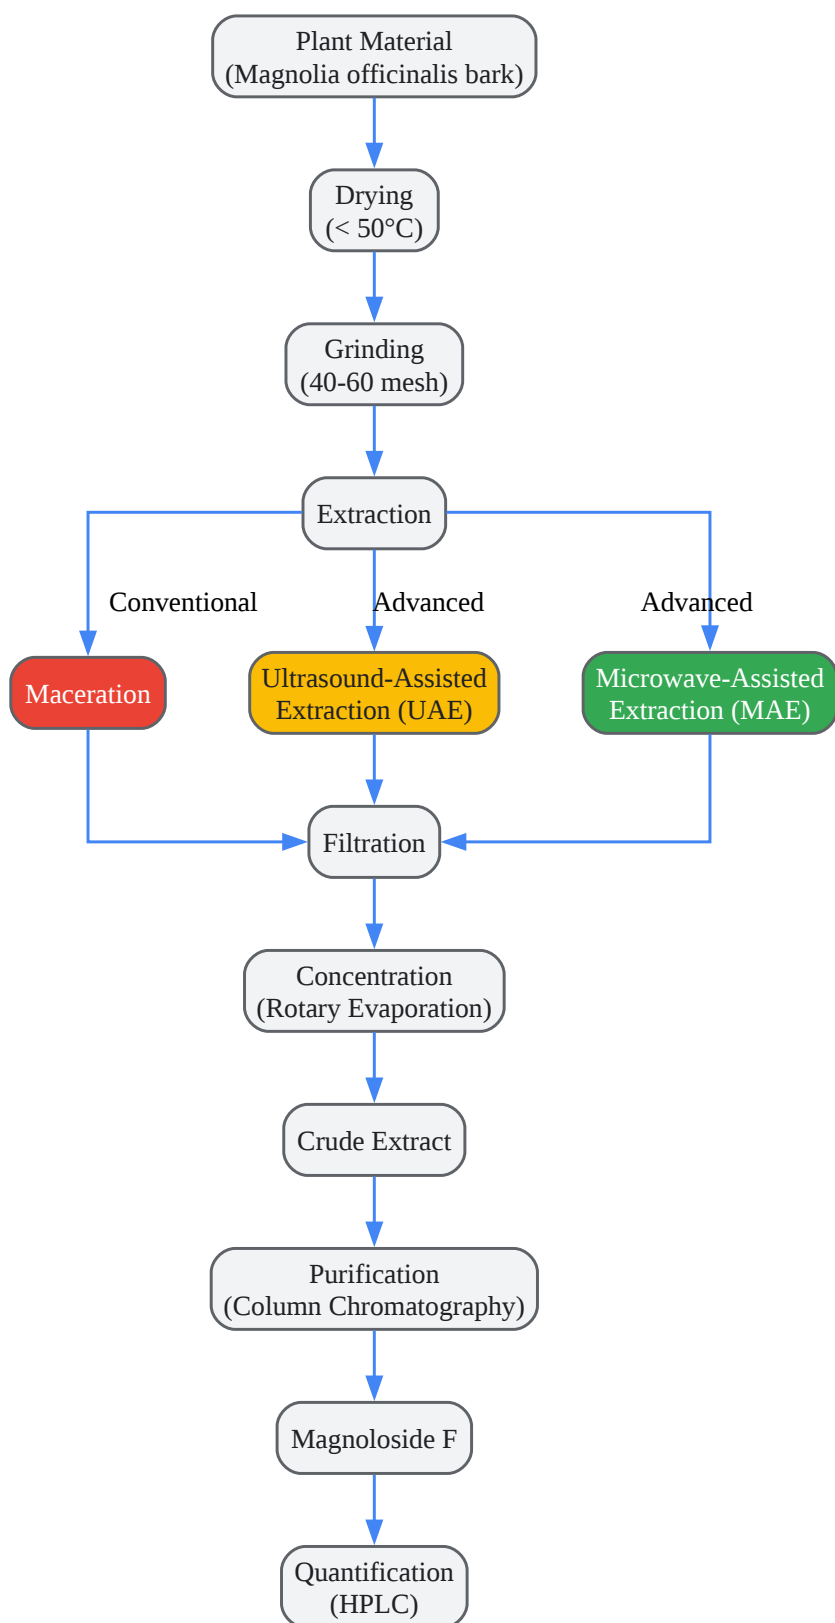 Plant Material
(Magnolia officinalis bark)
Drying
(< 50°C)
Grinding
(40-60 mesh)
Extraction
Conventional
Advanced
Advanced
Maceration
Ultrasound-Assisted
Extraction (UAE)
Microwave-Assisted
Extraction (MAE)
Filtration
Concentration
(Rotary Evaporation)
Crude Extract
Purification
(Column Chromatography)
Magnoloside F
Quantification
(HPLC)